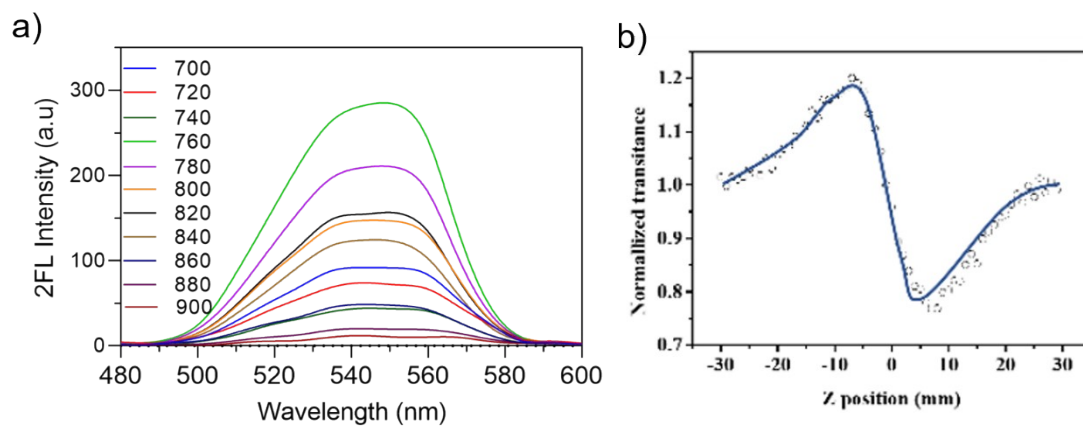 a)
2FL Intensity (a.u)
300
200
100
0
700
720
740
760
780
800
820
840
860
880
900
480 500 520 540 560 580 600
Wavelength (nm)
b)
Normallized transitance
1.2
1.1
1.0
0.9
0.8
0.7
-30 -20 -10 0 10 20 30
Z position (mm)